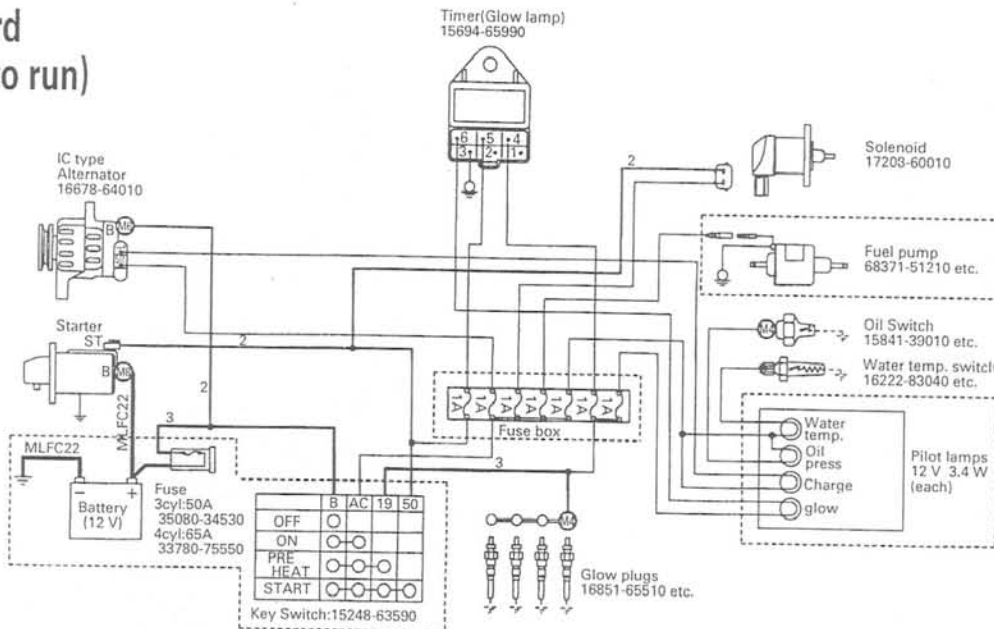 rd
o run)
Timer(Glow lamp)
15694-65990
6 5 4
3 2 1
IC type
Alternator
16678-64010
B M6
2
Solenoid
17203-60010
Fuel pump
68371-51210 etc.
Starter
ST
B M8
2
2
MLFC22
M4
Oil Switch
15841-39010 etc.
Water temp. switch
16222-83040 etc.
1A 1A 1A 1A 1A 1A 1A
Fuse box
3
3
MLFC22
- +
Battery
(12 V)
Fuse
3cyl:50A
35080-34530
4cyl:65A
33780-75550
Water
temp.
Oil
press
Charge
glow
Pilot lamps
12 V 3.4 W
(each)
B AC 19 50
OFF
ON
PRE
HEAT
START
Key Switch:15248-63590
M4
Glow plugs
16851-65510 etc.